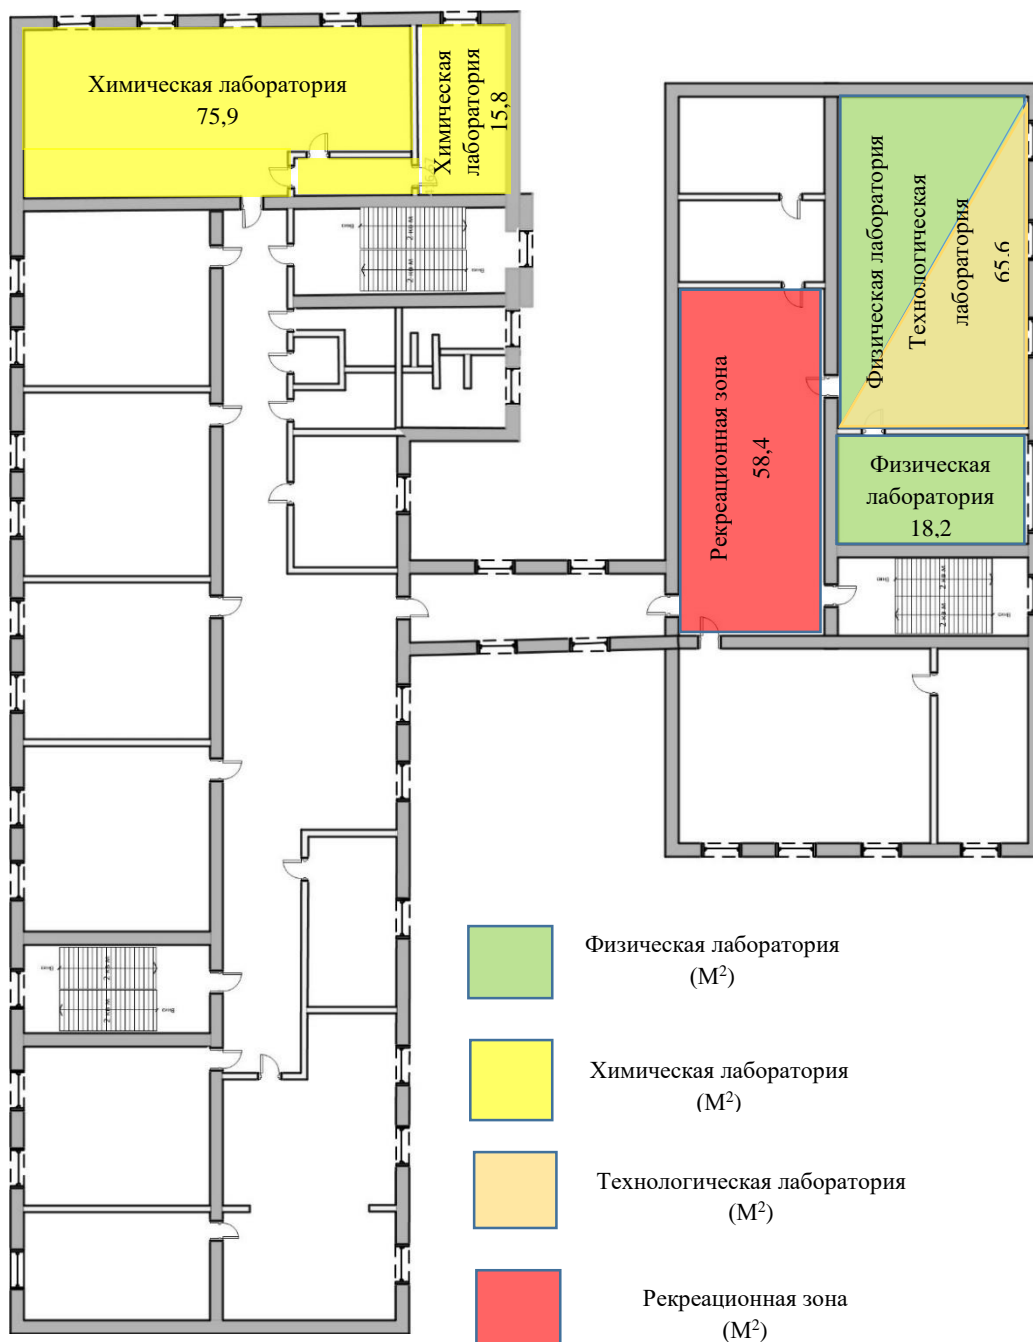 Химическая лаборатория
75,9
Химическая
лаборатория
15,8
Физическая лаборатория
Технологическая
лаборатория
65,6
Рекреационная зона
58,4
Физическая
лаборатория
18,2
Физическая лаборатория
(М²)
Химическая лаборатория
(М²)
Технологическая лаборатория
(М²)
Рекреационная зона
(М²)